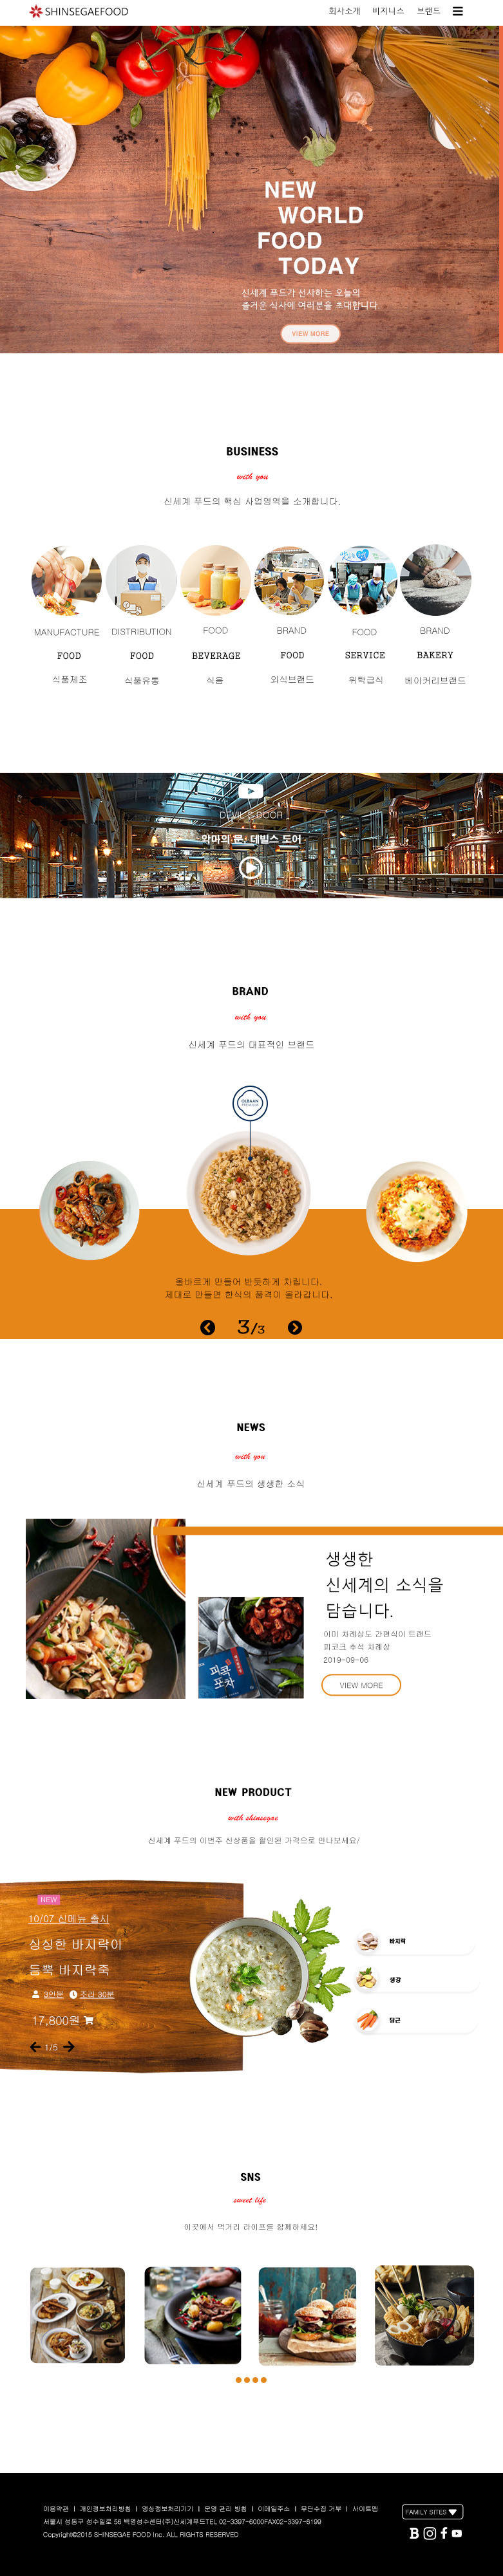 SHINSEGAEFOOD
회사소개 비지니스 브랜드
NEW
WORLD
FOOD
TODAY
신세계 푸드가 선사하는 오늘의
즐거운 식사에 여러분을 초대합니다.
VIEW MORE
BUSINESS
with you
신세계 푸드의 핵심 사업영역을 소개합니다.
MANUFACTURE DISTRIBUTION FOOD BRAND FOOD BRAND
FOOD FOOD BEVERAGE FOOD SERVICE BAKERY
식품제조 식품유통 식음 외식브랜드 위탁급식 베이커리브랜드
DEVIL'S DOOR
악마의 문, 데빌스 도어
BRAND
with you
신세계 푸드의 대표적인 브랜드
OLBAAN
올바르게 만들어 반듯하게 차립니다.
제대로 만들면 한식의 품격이 올라갑니다.
3/3
NEWS
with you
신세계 푸드의 생생한 소식
생생한
신세계의 소식을
담습니다.
이미 차례상도 간편식이 트랜드
피코크 추석 차례상
2019-09-06
VIEW MORE
피콕
포차
NEW PRODUCT
with shinsegae
신세계 푸드의 이번주 신상품을 할인된 가격으로 만나보세요/
NEW
10/07 신메뉴 출시
싱싱한 바지락이
듬뿍 바지락죽
3인분 조리 30분
17,800원
1/5
바지락
생강
당근
SNS
sweet life
이곳에서 먹거리 라이프를 함께하세요!
이용약관 | 개인정보처리방침 | 영상정보처리기기 | 운영 관리 방침 | 이메일주소 | 무단수집 거부 | 사이트맵
서울시 성동구 성수일로 56 백영성수센터(주)신세계푸드TEL 02-3397-6000FAX02-3397-6199
Copyright©2015 SHINSEGAE FOOD Inc. ALL RIGHTS RESERVED
FAMILY SITES